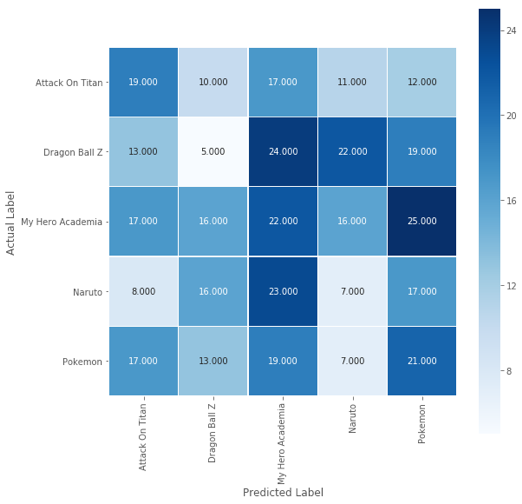 24
Attack On Titan
19.000 10.000 17.000 11.000 12.000
20
Dragon Ball Z
13.000 5.000 24.000 22.000 19.000
16
My Hero Academia
17.000 16.000 22.000 16.000 25.000
Actual Label
12
Naruto
8.000 16.000 23.000 7.000 17.000
Pokemon
17.000 13.000 19.000 7.000 21.000
8
Attack On Titan
Dragon Ball Z
My Hero Academia
Naruto
Pokemon
Predicted Label